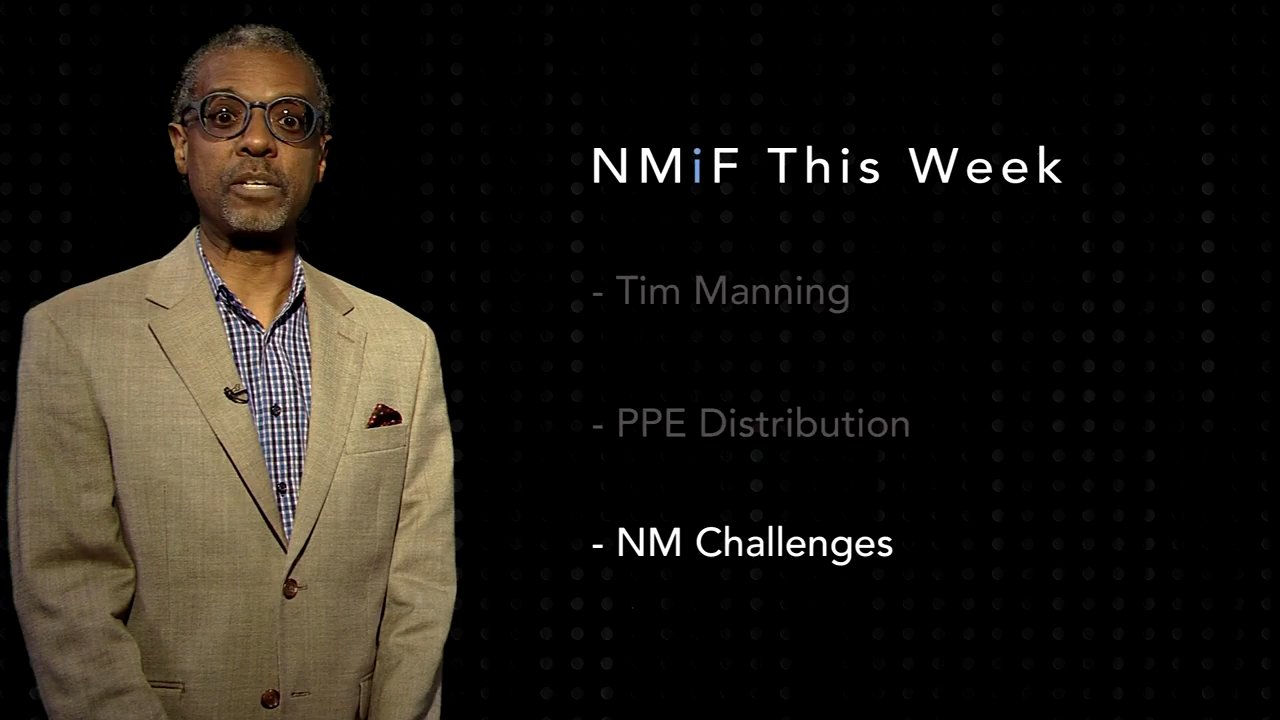 NMiF This Week
- Tim Manning
- PPE Distribution
- NM Challenges